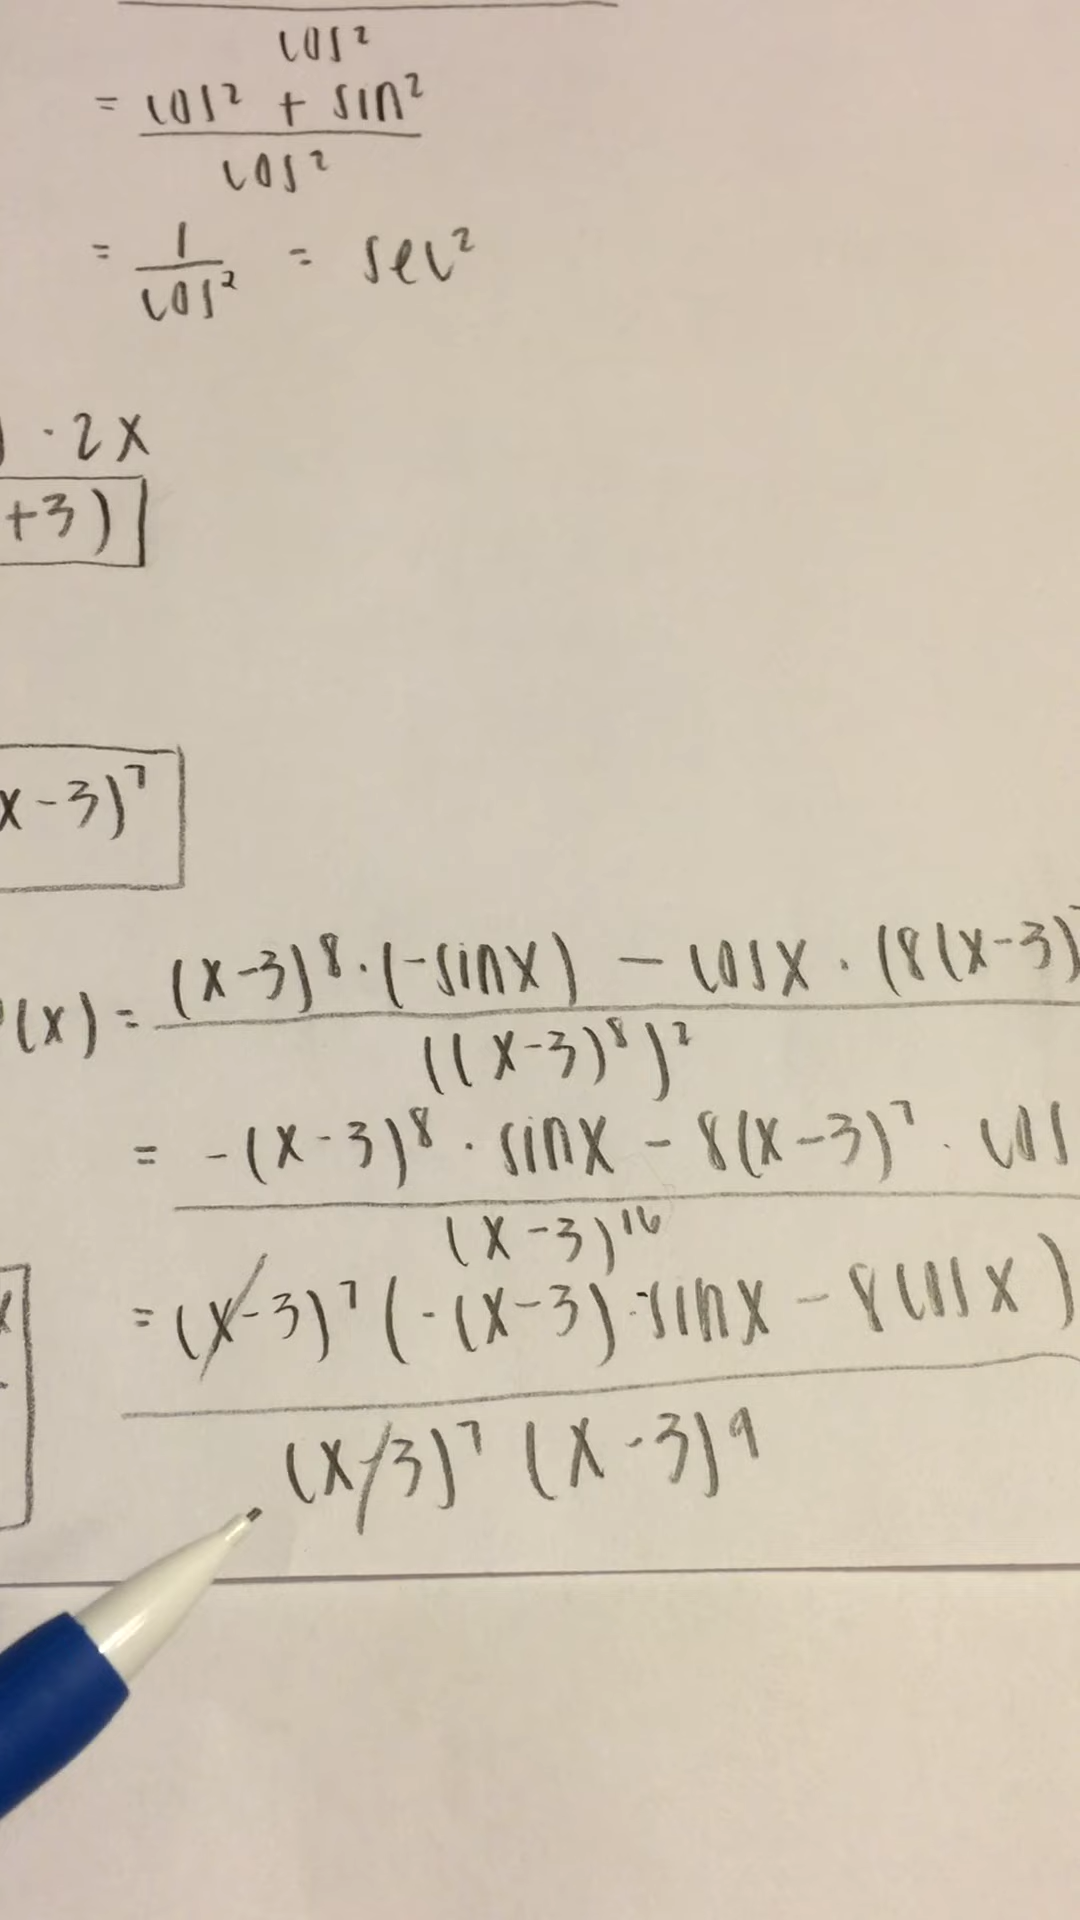 cos²
= cos² + sin²
cos²
= 1 = sec²
cos²
) · 2x
+3)
x-3)⁷
'(x) = (x-3)⁸ · (-sinx) - cosx · (8(x-3)⁷
((x-3)⁸)²
= -(x-3)⁸ · sinx - 8(x-3)⁷ · cos
(x-3)¹⁶
= (x-3)⁷ (-(x-3) · sinx - 8cosx)
(x-3)⁷ (x-3)⁹